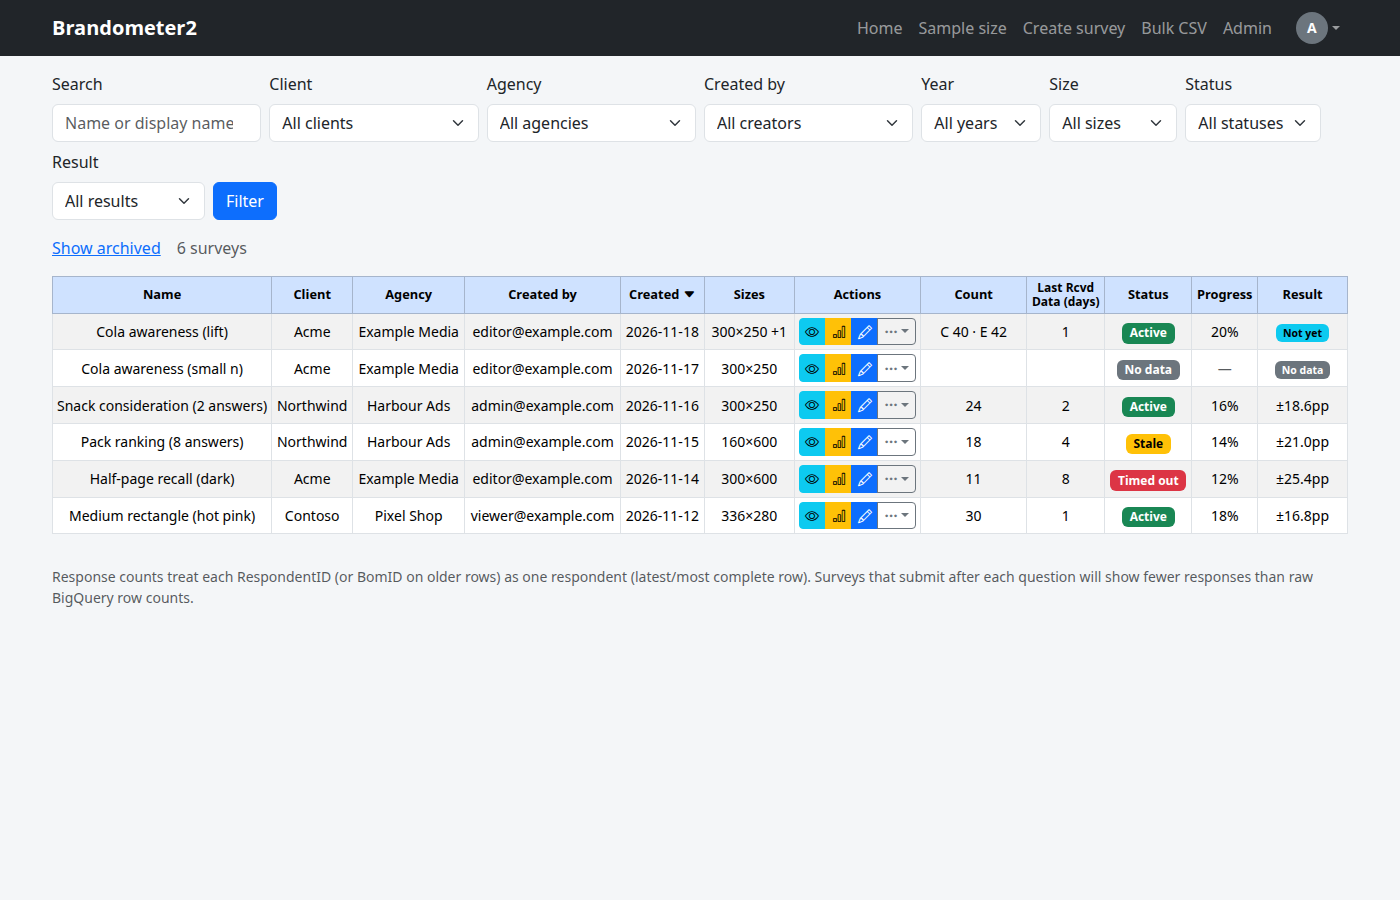 Brandometer2 Home Sample size Create survey Bulk CSV Admin A
Search Client Agency Created by Year Size Status
Name or display name All clients All agencies All creators All years All sizes All statuses
Result
All results Filter
Show archived 6 surveys
Name Client Agency Created by Created Sizes Actions Count Last Rcvd Data (days) Status Progress Result
Cola awareness (lift) Acme Example Media editor@example.com 2026-11-18 300×250 +1 ... C 40 · E 42 1 Active 20% Not yet
Cola awareness (small n) Acme Example Media editor@example.com 2026-11-17 300×250 ... No data — No data
Snack consideration (2 answers) Northwind Harbour Ads admin@example.com 2026-11-16 300×250 ... 24 2 Active 16% ±18.6pp
Pack ranking (8 answers) Northwind Harbour Ads admin@example.com 2026-11-15 160×600 ... 18 4 Stale 14% ±21.0pp
Half-page recall (dark) Acme Example Media editor@example.com 2026-11-14 300×600 ... 11 8 Timed out 12% ±25.4pp
Medium rectangle (hot pink) Contoso Pixel Shop viewer@example.com 2026-11-12 336×280 ... 30 1 Active 18% ±16.8pp
Response counts treat each RespondentID (or BomID on older rows) as one respondent (latest/most complete row). Surveys that submit after each question will show fewer responses than raw
BigQuery row counts.